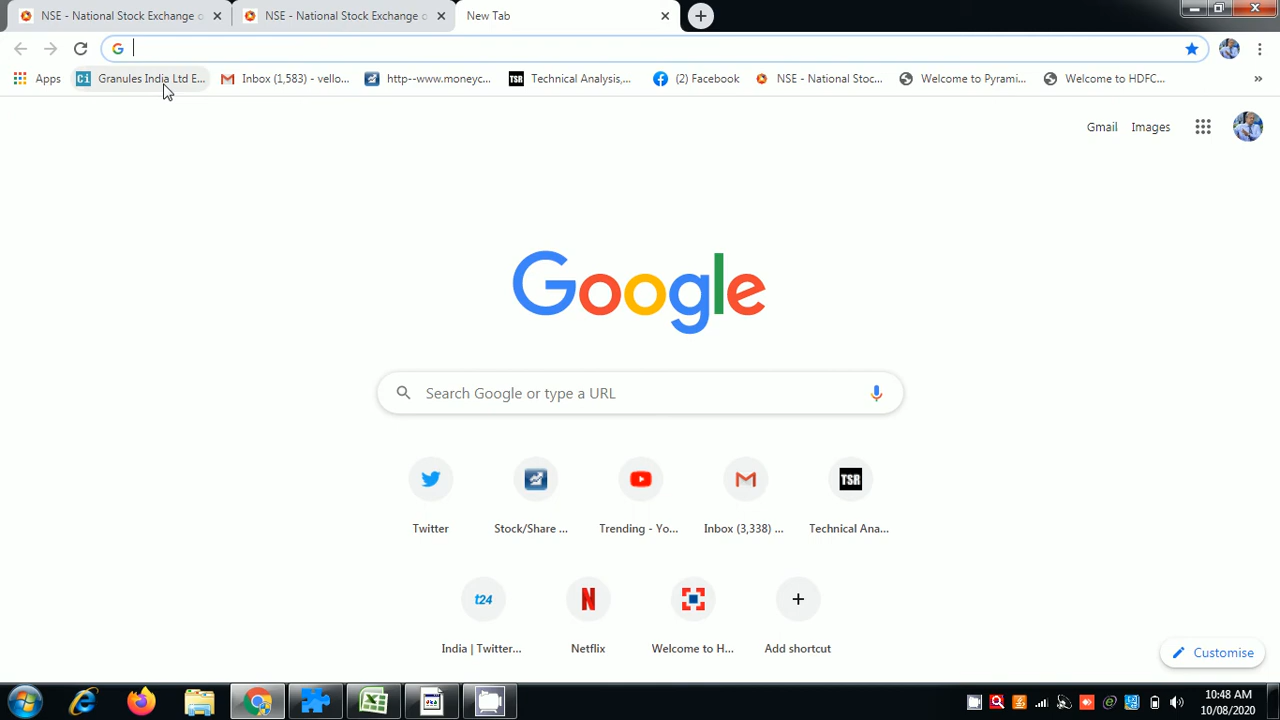 NSE - National Stock Exchange o
NSE - National Stock Exchange o
New Tab
Apps
Granules India Ltd E...
Inbox (1,583) - vello...
http--www.moneyc...
Technical Analysis,...
(2) Facebook
NSE - National Stoc...
Welcome to Pyrami...
Welcome to HDFC...
»
Gmail
Images
Google
Search Google or type a URL
TSR
Twitter
Stock/Share ...
Trending - Yo...
Inbox (3,338) ...
Technical Ana...
t24
N
India | Twitter...
Netflix
Welcome to H...
Add shortcut
Customise
10:48 AM
10/08/2020